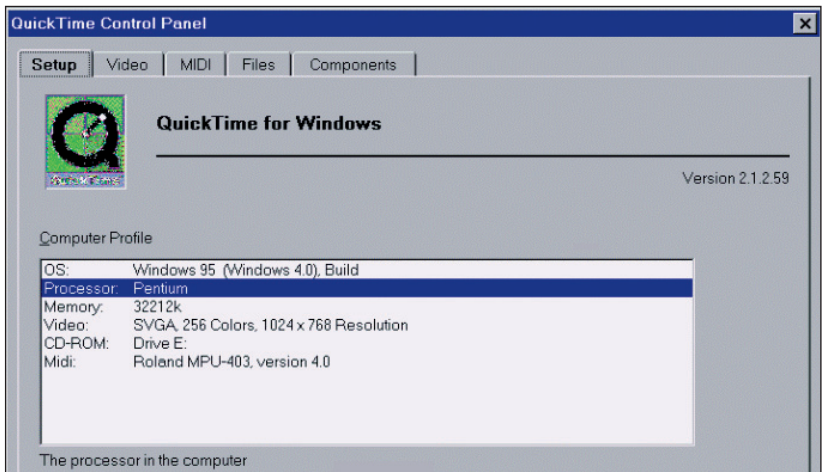 QuickTime Control Panel
Setup Video MIDI Files Components
QuickTime for Windows
QuickTime
Version 2.1.2.59
Computer Profile
OS: Windows 95 (Windows 4.0), Build
Processor: Pentium
Memory: 32212k
Video: SVGA, 256 Colors, 1024 x 768 Resolution
CD-ROM: Drive E:
Midi: Roland MPU-403, version 4.0
The processor in the computer